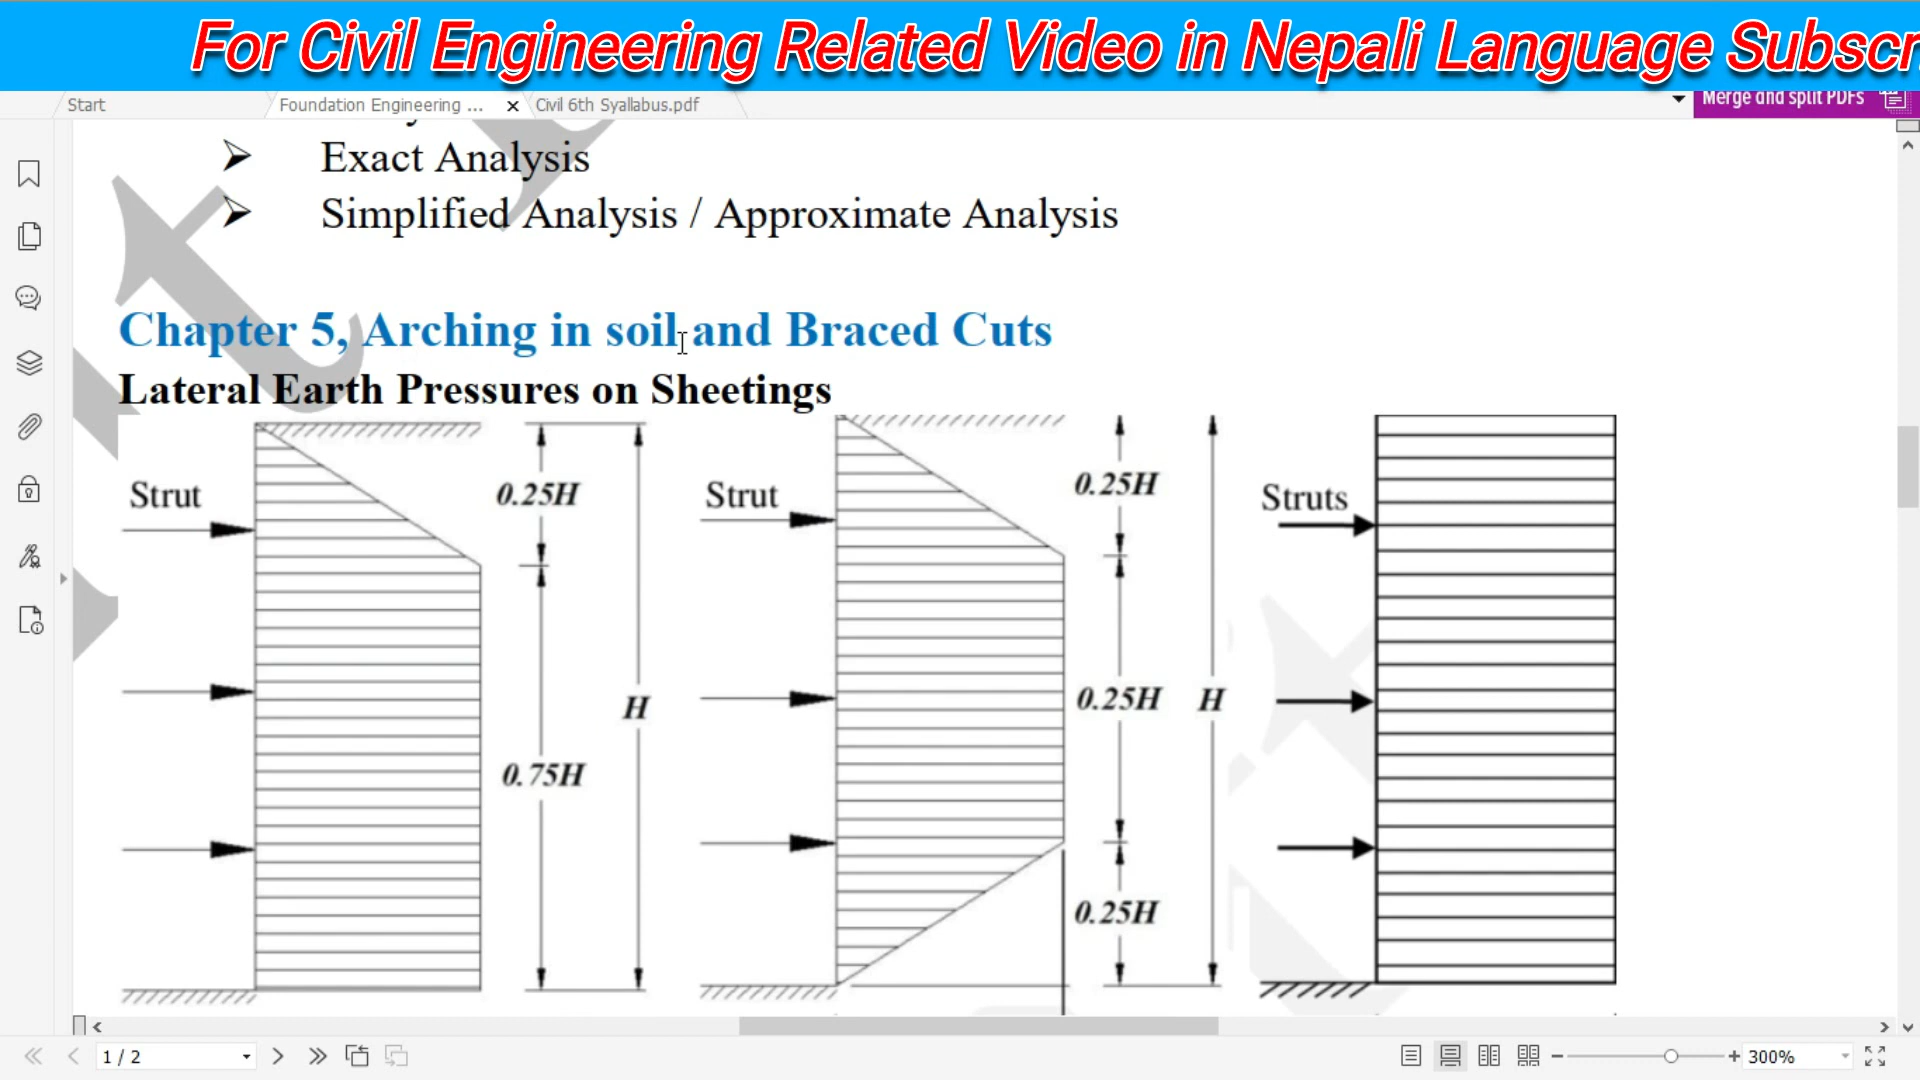 For Civil Engineering Related Video in Nepali Language Subscr
Start
Foundation Engineering ...
Civil 6th Syallabus.pdf
Merge and split PDFs
Exact Analysis
Simplified Analysis / Approximate Analysis
Chapter 5, Arching in soil and Braced Cuts
Lateral Earth Pressures on Sheetings
Strut
0.25H
H
0.75H
Strut
0.25H
0.25H
H
0.25H
Struts
1 / 2
300%